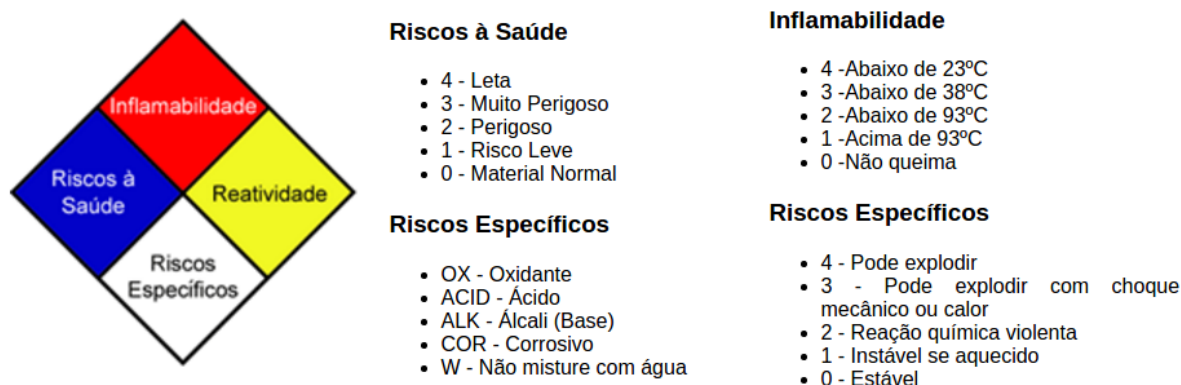 Inflamabilidade
Riscos à
Saúde
Reatividade
Riscos
Específicos
Riscos à Saúde
4 - Leta
3 - Muito Perigoso
2 - Perigoso
1 - Risco Leve
0 - Material Normal
Riscos Específicos
OX - Oxidante
ACID - Ácido
ALK - Álcali (Base)
COR - Corrosivo
W - Não misture com água
Inflamabilidade
4 -Abaixo de 23ºC
3 -Abaixo de 38ºC
2 -Abaixo de 93ºC
1 -Acima de 93ºC
0 -Não queima
Riscos Específicos
4 - Pode explodir
3 - Pode explodir com choque
mecânico ou calor
2 - Reação química violenta
1 - Instável se aquecido
0 - Estável